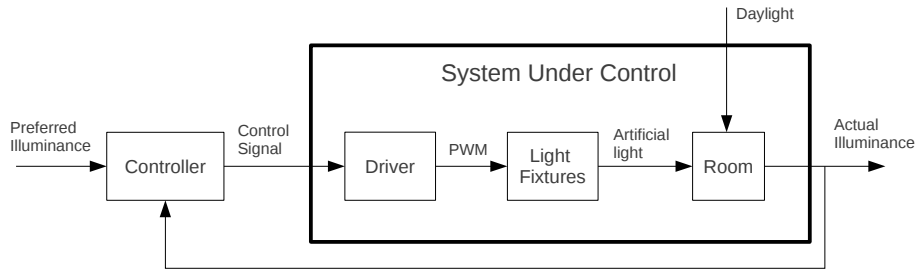 Daylight
System Under Control
Preferred
Illuminance
Controller
Control
Signal
Driver
PWM
Light
Fixtures
Artificial
light
Room
Actual
Illuminance